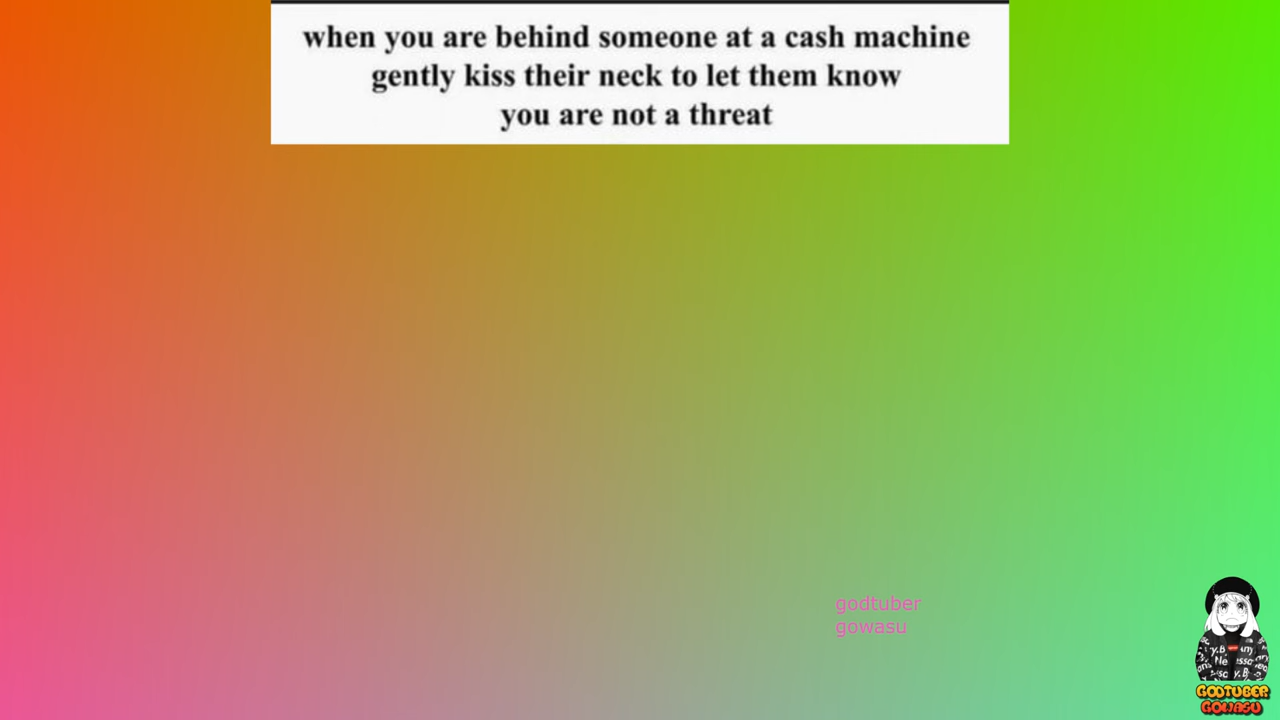 when you are behind someone at a cash machine
gently kiss their neck to let them know
you are not a threat
godtuber
gowasu
GODTUBER
GOWASU